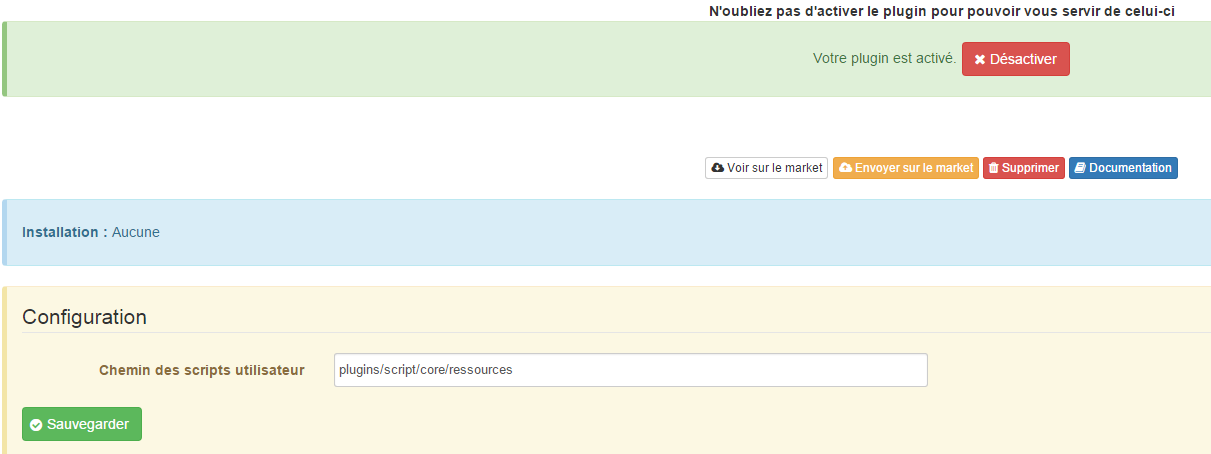 N'oubliez pas d'activer le plugin pour pouvoir vous servir de celui-ci
Votre plugin est activé. Désactiver
Voir sur le market Envoyer sur le market Supprimer Documentation
Installation : Aucune
Configuration
Chemin des scripts utilisateur plugins/script/core/ressources
Sauvegarder